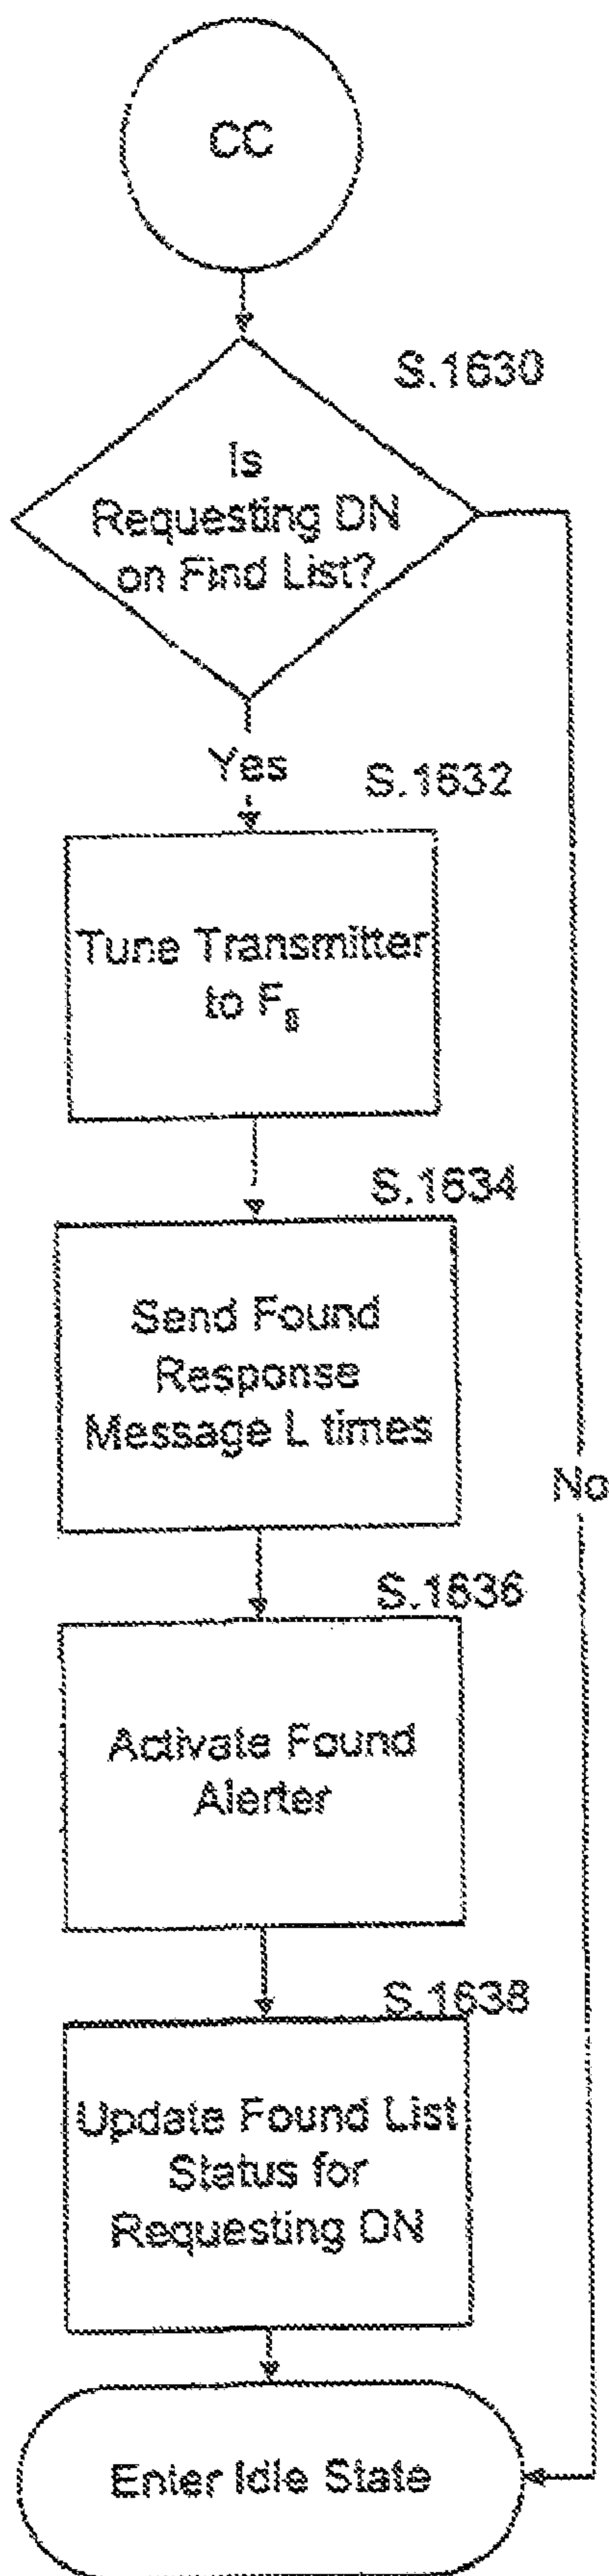 CC
S.1630
Is
Requesting DN
on Find List?
Yes
S.1632
Tune Transmitter
to F
S.1634
Send Found
Response
Message L times
No
S.1636
Activate Found
Alerter
S.1638
Update Found List
Status for
Requesting DN
Enter Idle State